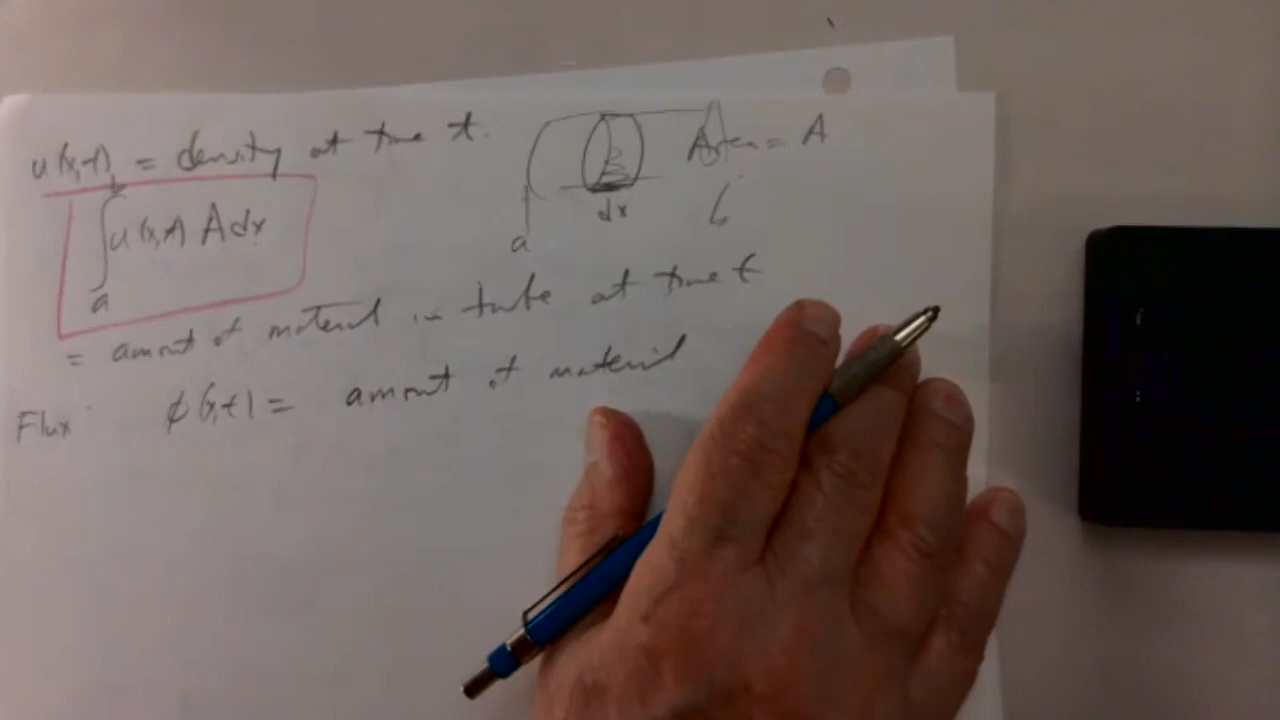 u(x,t) = density at time t.
Area = A
b
∫ u(x,t) A dx
a
dx
a
b
= amount of material in tube at time t
Flux: φ(x,t) = amount of material